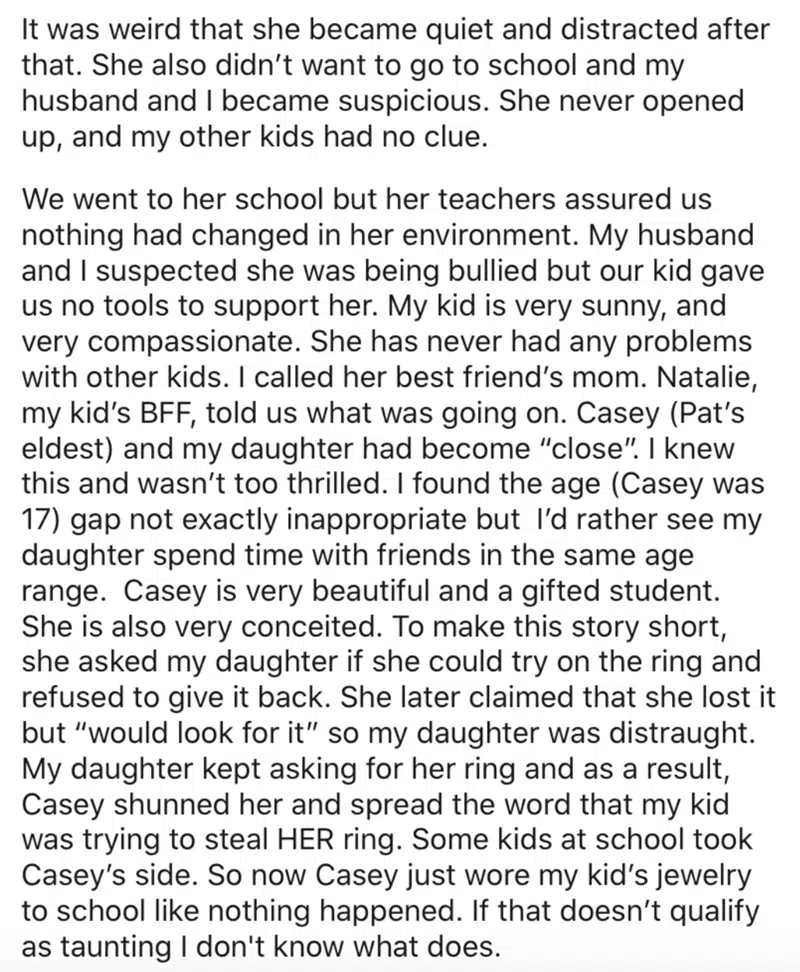 It was weird that she became quiet and distracted after
that. She also didn’t want to go to school and my
husband and I became suspicious. She never opened
up, and my other kids had no clue.
We went to her school but her teachers assured us
nothing had changed in her environment. My husband
and I suspected she was being bullied but our kid gave
us no tools to support her. My kid is very sunny, and
very compassionate. She has never had any problems
with other kids. I called her best friend’s mom. Natalie,
my kid’s BFF, told us what was going on. Casey (Pat’s
eldest) and my daughter had become “close”. I knew
this and wasn’t too thrilled. I found the age (Casey was
17) gap not exactly inappropriate but  I’d rather see my
daughter spend time with friends in the same age
range.  Casey is very beautiful and a gifted student.
She is also very conceited. To make this story short,
she asked my daughter if she could try on the ring and
refused to give it back. She later claimed that she lost it
but “would look for it” so my daughter was distraught.
My daughter kept asking for her ring and as a result,
Casey shunned her and spread the word that my kid
was trying to steal HER ring. Some kids at school took
Casey’s side. So now Casey just wore my kid’s jewelry
to school like nothing happened. If that doesn’t qualify
as taunting I don't know what does.